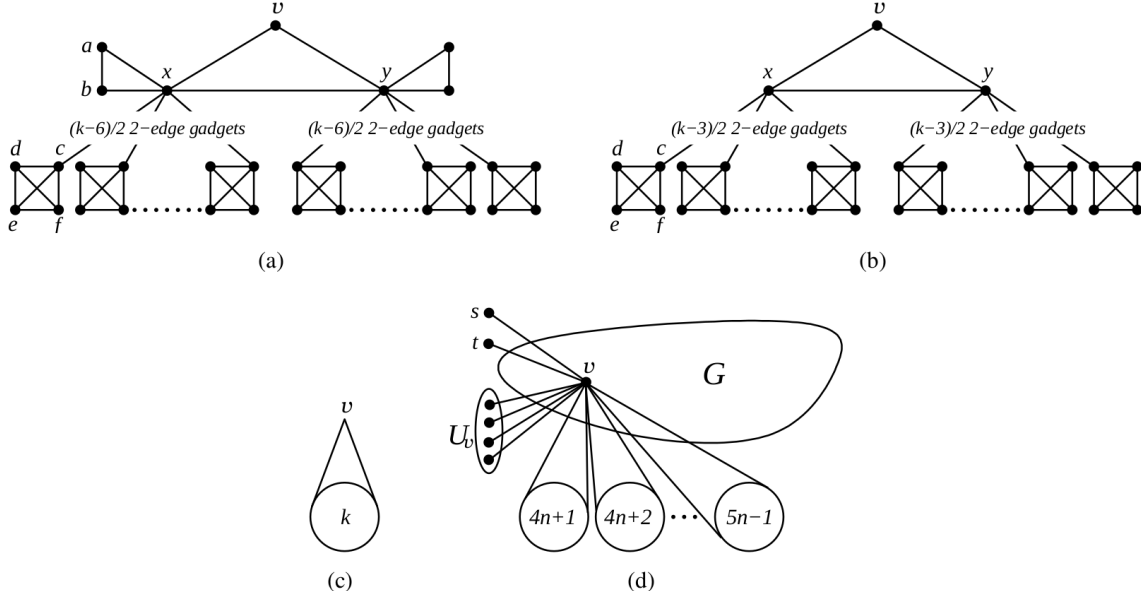 v v
a x y x y
b
(k−6)/2 2−edge gadgets (k−6)/2 2−edge gadgets (k−3)/2 2−edge gadgets (k−3)/2 2−edge gadgets
d c d c
e f e f
(a) (b)
s
t
v G
v
U_v
k 4n+1 4n+2 5n−1
(c) (d)